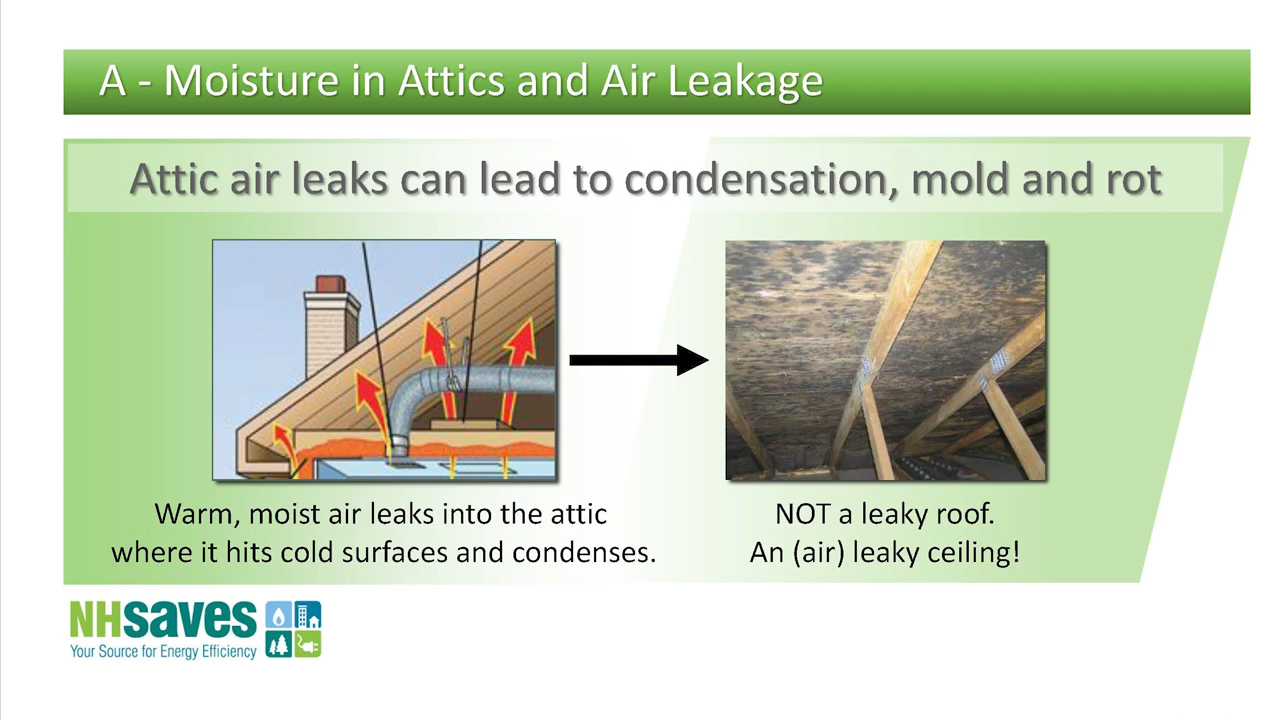 A - Moisture in Attics and Air Leakage
Attic air leaks can lead to condensation, mold and rot
Warm, moist air leaks into the attic
where it hits cold surfaces and condenses.
NOT a leaky roof.
An (air) leaky ceiling!
NHsaves
Your Source for Energy Efficiency